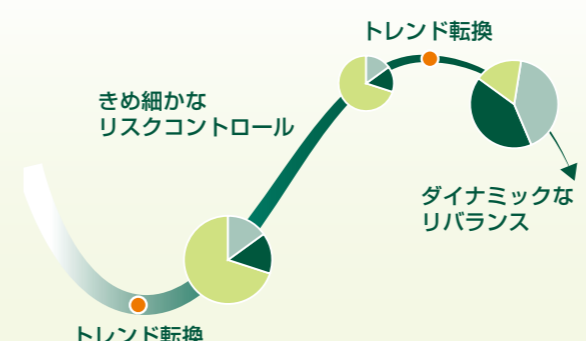 トレンド転換
きめ細かな
リスクコントロール
ダイナミックな
リバランス
トレンド転換